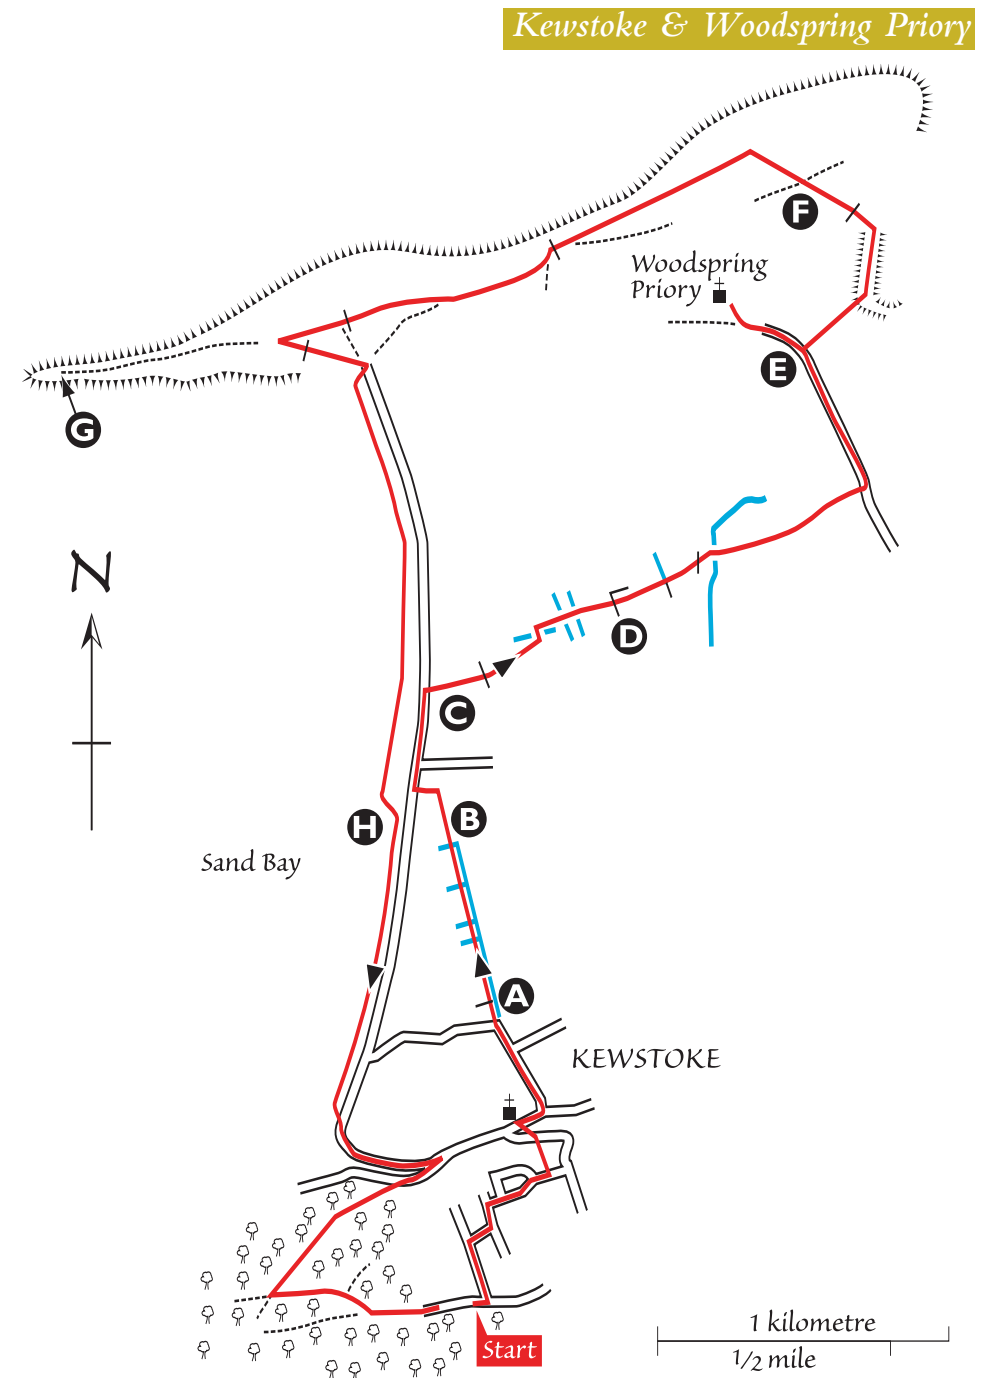 Kewstoke & Woodspring Priory
F
Woodspring
Priory
E
G
N
D
C
B
H
Sand Bay
A
KEWSTOKE
1 kilometre
Start
1/2 mile